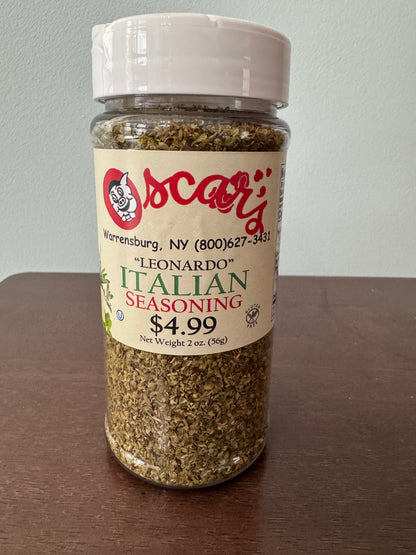 Oscar's
Warrensburg, NY (800)627-3431
"LEONARDO"
ITALIAN
SEASONING
$4.99
Net Weight 2 oz. (56g)